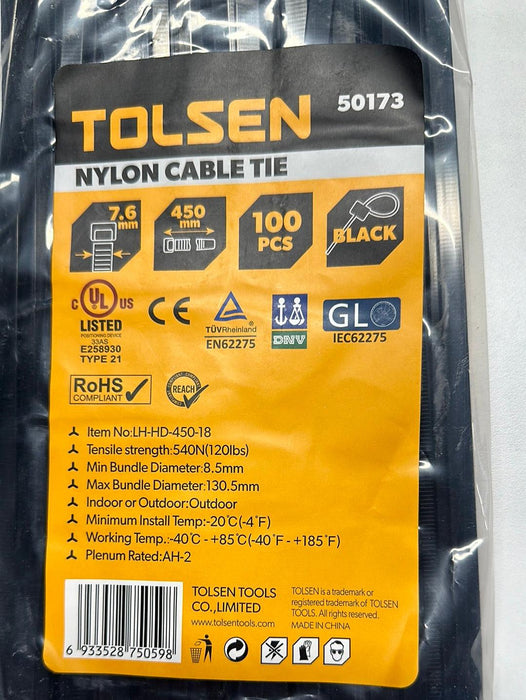 TOLSEN 50173
NYLON CABLE TIE
7.6 mm
450 mm
100 PCS
BLACK
C UL US
LISTED
POSITIONING DEVICE
33AS
E258930
TYPE 21
CE
TÜVRheinland
EN62275
DNV
GL
IEC62275
RoHS
COMPLIANT
REACH
Item No:LH-HD-450-18
Tensile strength:540N(120lbs)
Min Bundle Diameter:8.5mm
Max Bundle Diameter:130.5mm
Indoor or Outdoor:Outdoor
Minimum Install Temp:-20℃(-4℉)
Working Temp.:-40℃ - +85℃(-40℉ - +185℉)
Plenum Rated:AH-2
6 933528 750598
TOLSEN TOOLS
CO.,LIMITED
www.tolsentools.com
TOLSEN is a trademark or
registered trademark of TOLSEN
TOOLS. All rights reserved.
MADE IN CHINA